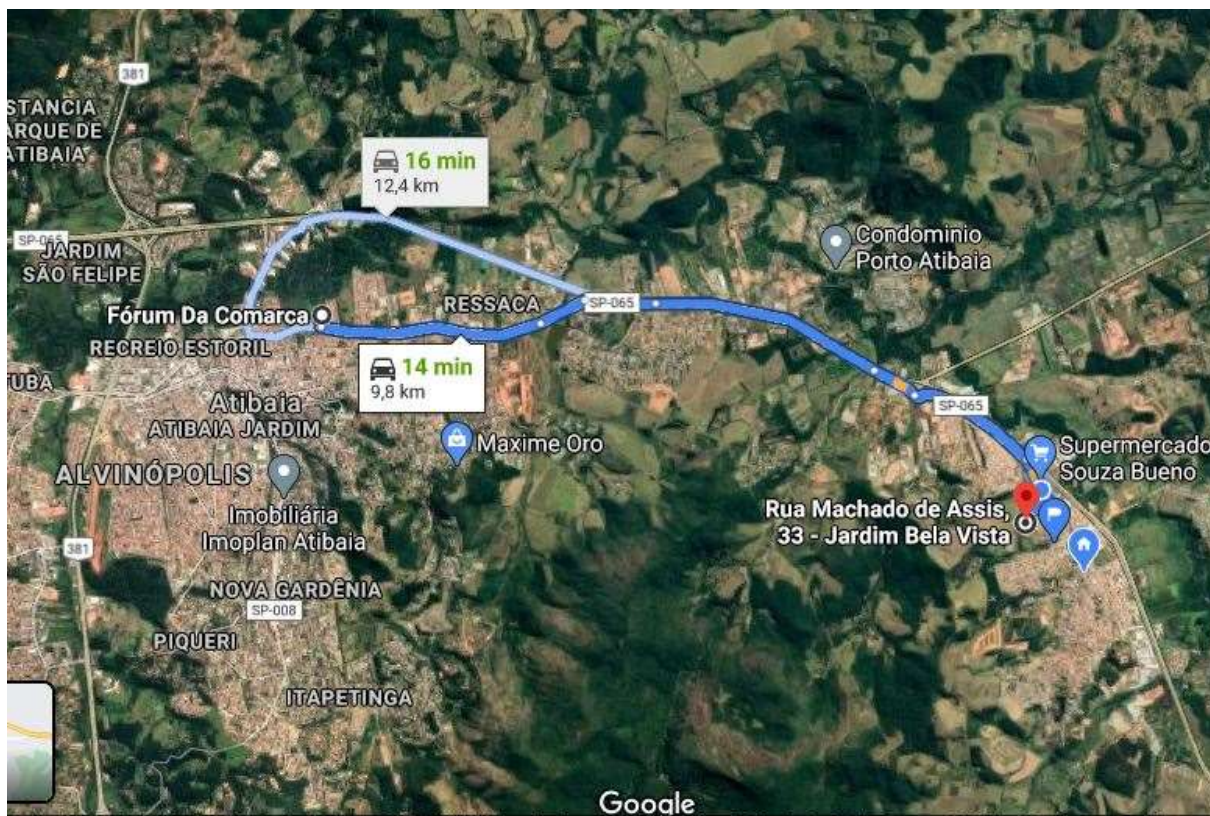 381
STANCIA
ARQUE DE
ATIBAIA
16 min
12,4 km
SP-065
JARDIM
SÃO FELIPE
Condominio
Porto Atibaia
RESSACA
SP-065
Fórum Da Comarca
RECREIO ESTORIL
14 min
9,8 km
TUBA
Atibaia
ATIBAIA JARDIM
SP-065
Maxime Oro
Supermercado
Souza Bueno
ALVINÓPOLIS
Imobiliária
Imoplan Atibaia
Rua Machado de Assis,
33 - Jardim Bela Vista
381
NOVA GARDÊNIA
SP-008
PIQUERI
ITAPETINGA
Google